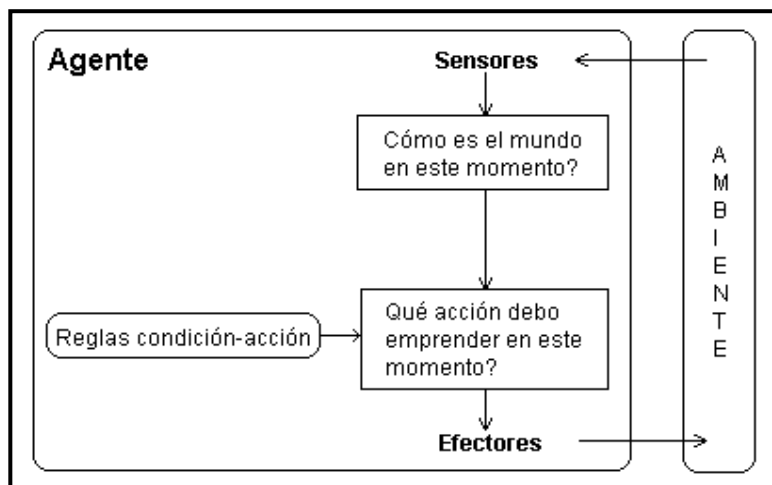 Agente
Sensores
Cómo es el mundo
en este momento?
AMBIENTE
Qué acción debo
emprender en este
momento?
Reglas condición-acción
Efectores